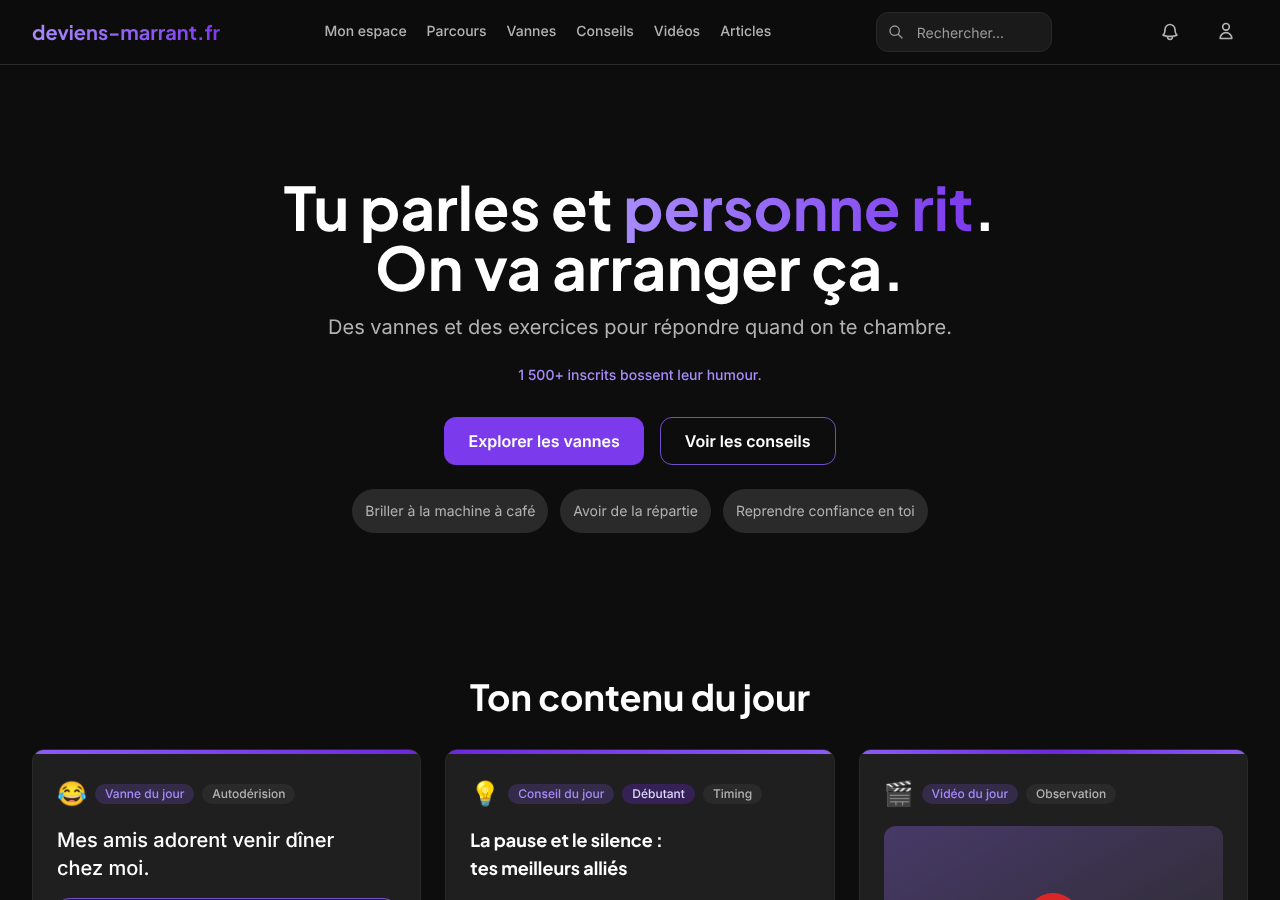 deviens-marrant.fr
Mon espace
Parcours
Vannes
Conseils
Vidéos
Articles
Rechercher...
Tu parles et personne rit.
On va arranger ça.
Des vannes et des exercices pour répondre quand on te chambre.
1 500+ inscrits bossent leur humour.
Explorer les vannes
Voir les conseils
Briller à la machine à café
Avoir de la répartie
Reprendre confiance en toi
Ton contenu du jour
Vanne du jour
Autodérision
Mes amis adorent venir dîner
chez moi.
Conseil du jour
Débutant
Timing
La pause et le silence :
tes meilleurs alliés
Vidéo du jour
Observation